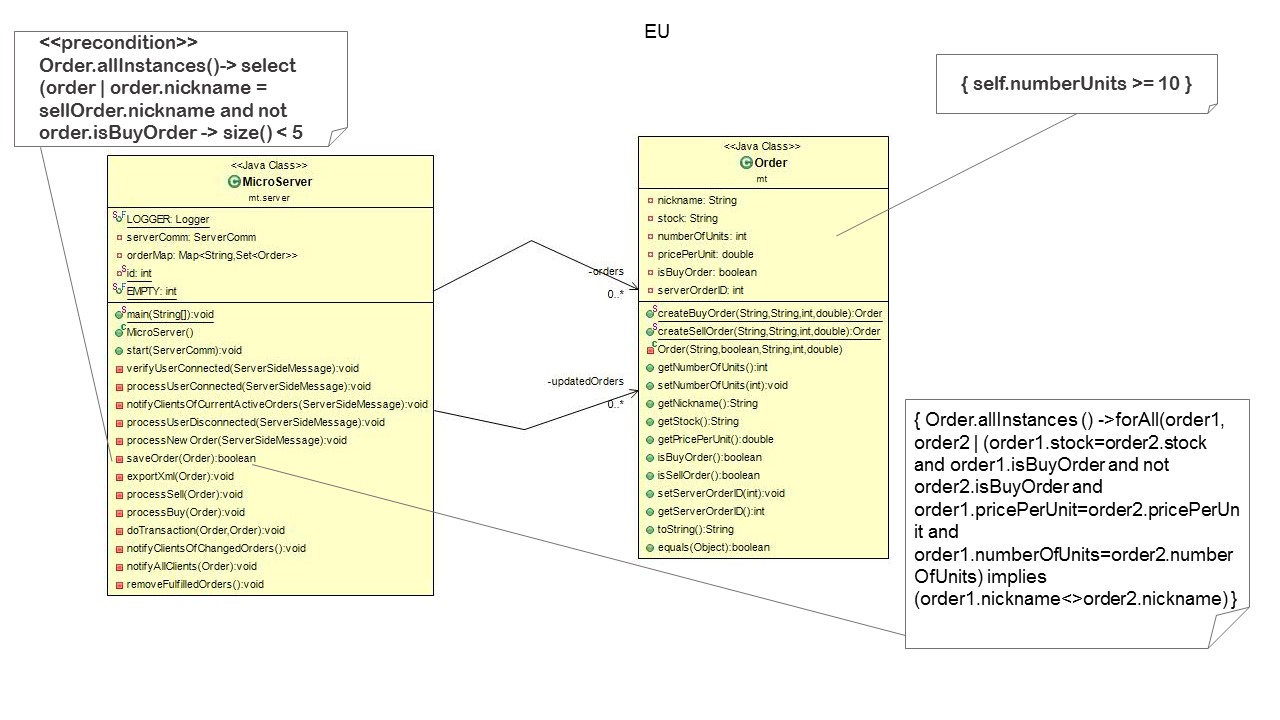 EU
<<precondition>>
Order.allInstances()-> select
(order | order.nickname =
sellOrder.nickname and not
order.isBuyOrder -> size() < 5
{ self.numberUnits >= 10 }
<<Java Class>>
MicroServer
mt.server
LOGGER: Logger
serverComm: ServerComm
orderMap: Map<String,Set<Order>>
id: int
EMPTY: int
main(String[]):void
MicroServer()
start(ServerComm):void
verifyUserConnected(ServerSideMessage):void
processUserConnected(ServerSideMessage):void
notifyClientsOfCurrentActiveOrders(ServerSideMessage):void
processUserDisconnected(ServerSideMessage):void
processNew Order(ServerSideMessage):void
saveOrder(Order):boolean
exportXml(Order):void
processSell(Order):void
processBuy(Order):void
doTransaction(Order,Order):void
notifyClientsOfChangedOrders():void
notifyAllClients(Order):void
removeFulfilledOrders():void
-orders
0..*
-updatedOrders
0..*
<<Java Class>>
Order
mt
nickname: String
stock: String
numberOfUnits: int
pricePerUnit: double
isBuyOrder: boolean
serverOrderID: int
createBuyOrder(String,String,int,double):Order
createSellOrder(String,String,int,double):Order
Order(String,boolean,String,int,double)
getNumberOfUnits():int
setNumberOfUnits(int):void
getNickname():String
getStock():String
getPricePerUnit():double
isBuyOrder():boolean
isSellOrder():boolean
setServerOrderID(int):void
getServerOrderID():int
toString():String
equals(Object):boolean
{ Order.allInstances () ->forAll(order1,
order2 | (order1.stock=order2.stock
and order1.isBuyOrder and not
order2.isBuyOrder and
order1.pricePerUnit=order2.pricePerUn
it and
order1.numberOfUnits=order2.number
OfUnits) implies
(order1.nickname<>order2.nickname) }